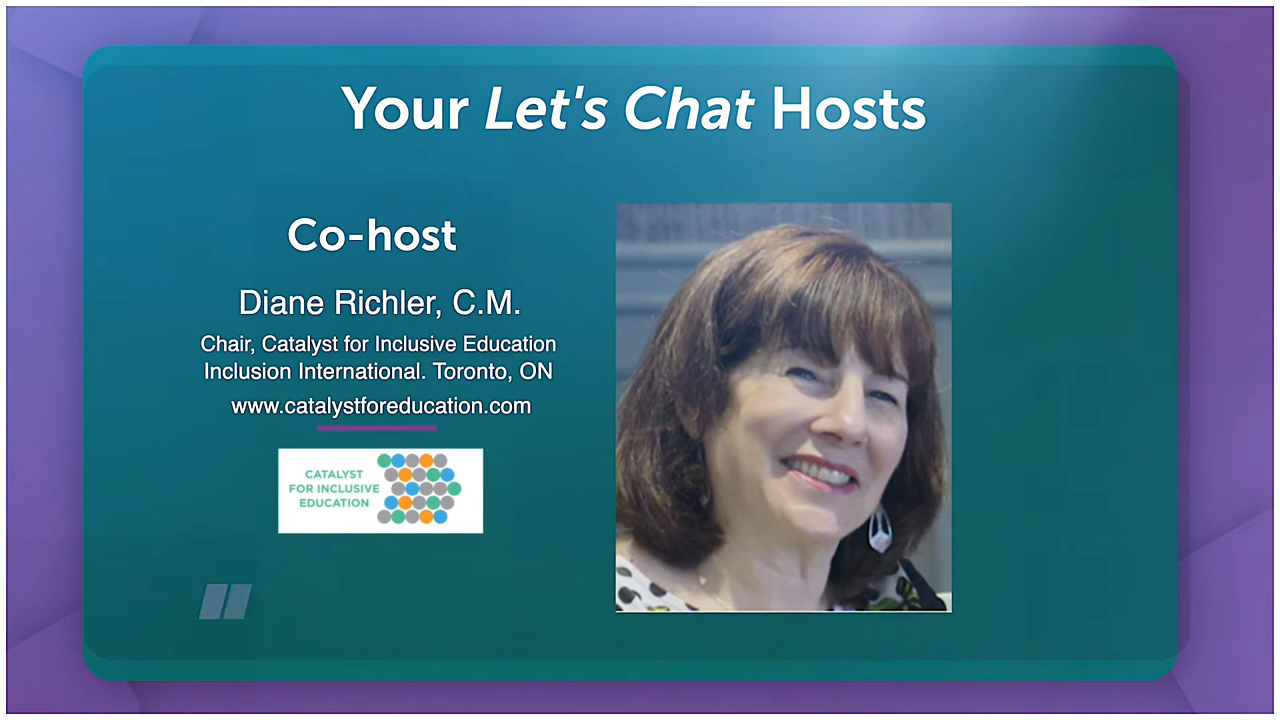 Your Let's Chat Hosts
Co-host
Diane Richler, C.M.
Chair, Catalyst for Inclusive Education
Inclusion International. Toronto, ON
www.catalystforeducation.com
CATALYST
FOR INCLUSIVE
EDUCATION